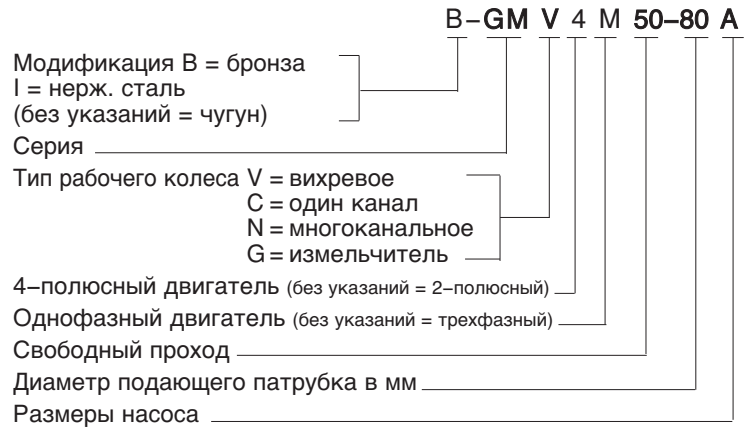 B–GM V 4 M 50–80 A
Модификация B = бронза
I = нерж. сталь
(без указаний = чугун)
Серия
Тип рабочего колеса V = вихревое
C = один канал
N = многоканальное
G = измельчитель
4–полюсный двигатель (без указаний = 2–полюсный)
Однофазный двигатель (без указаний = трехфазный)
Свободный проход
Диаметр подающего патрубка в мм
Размеры насоса